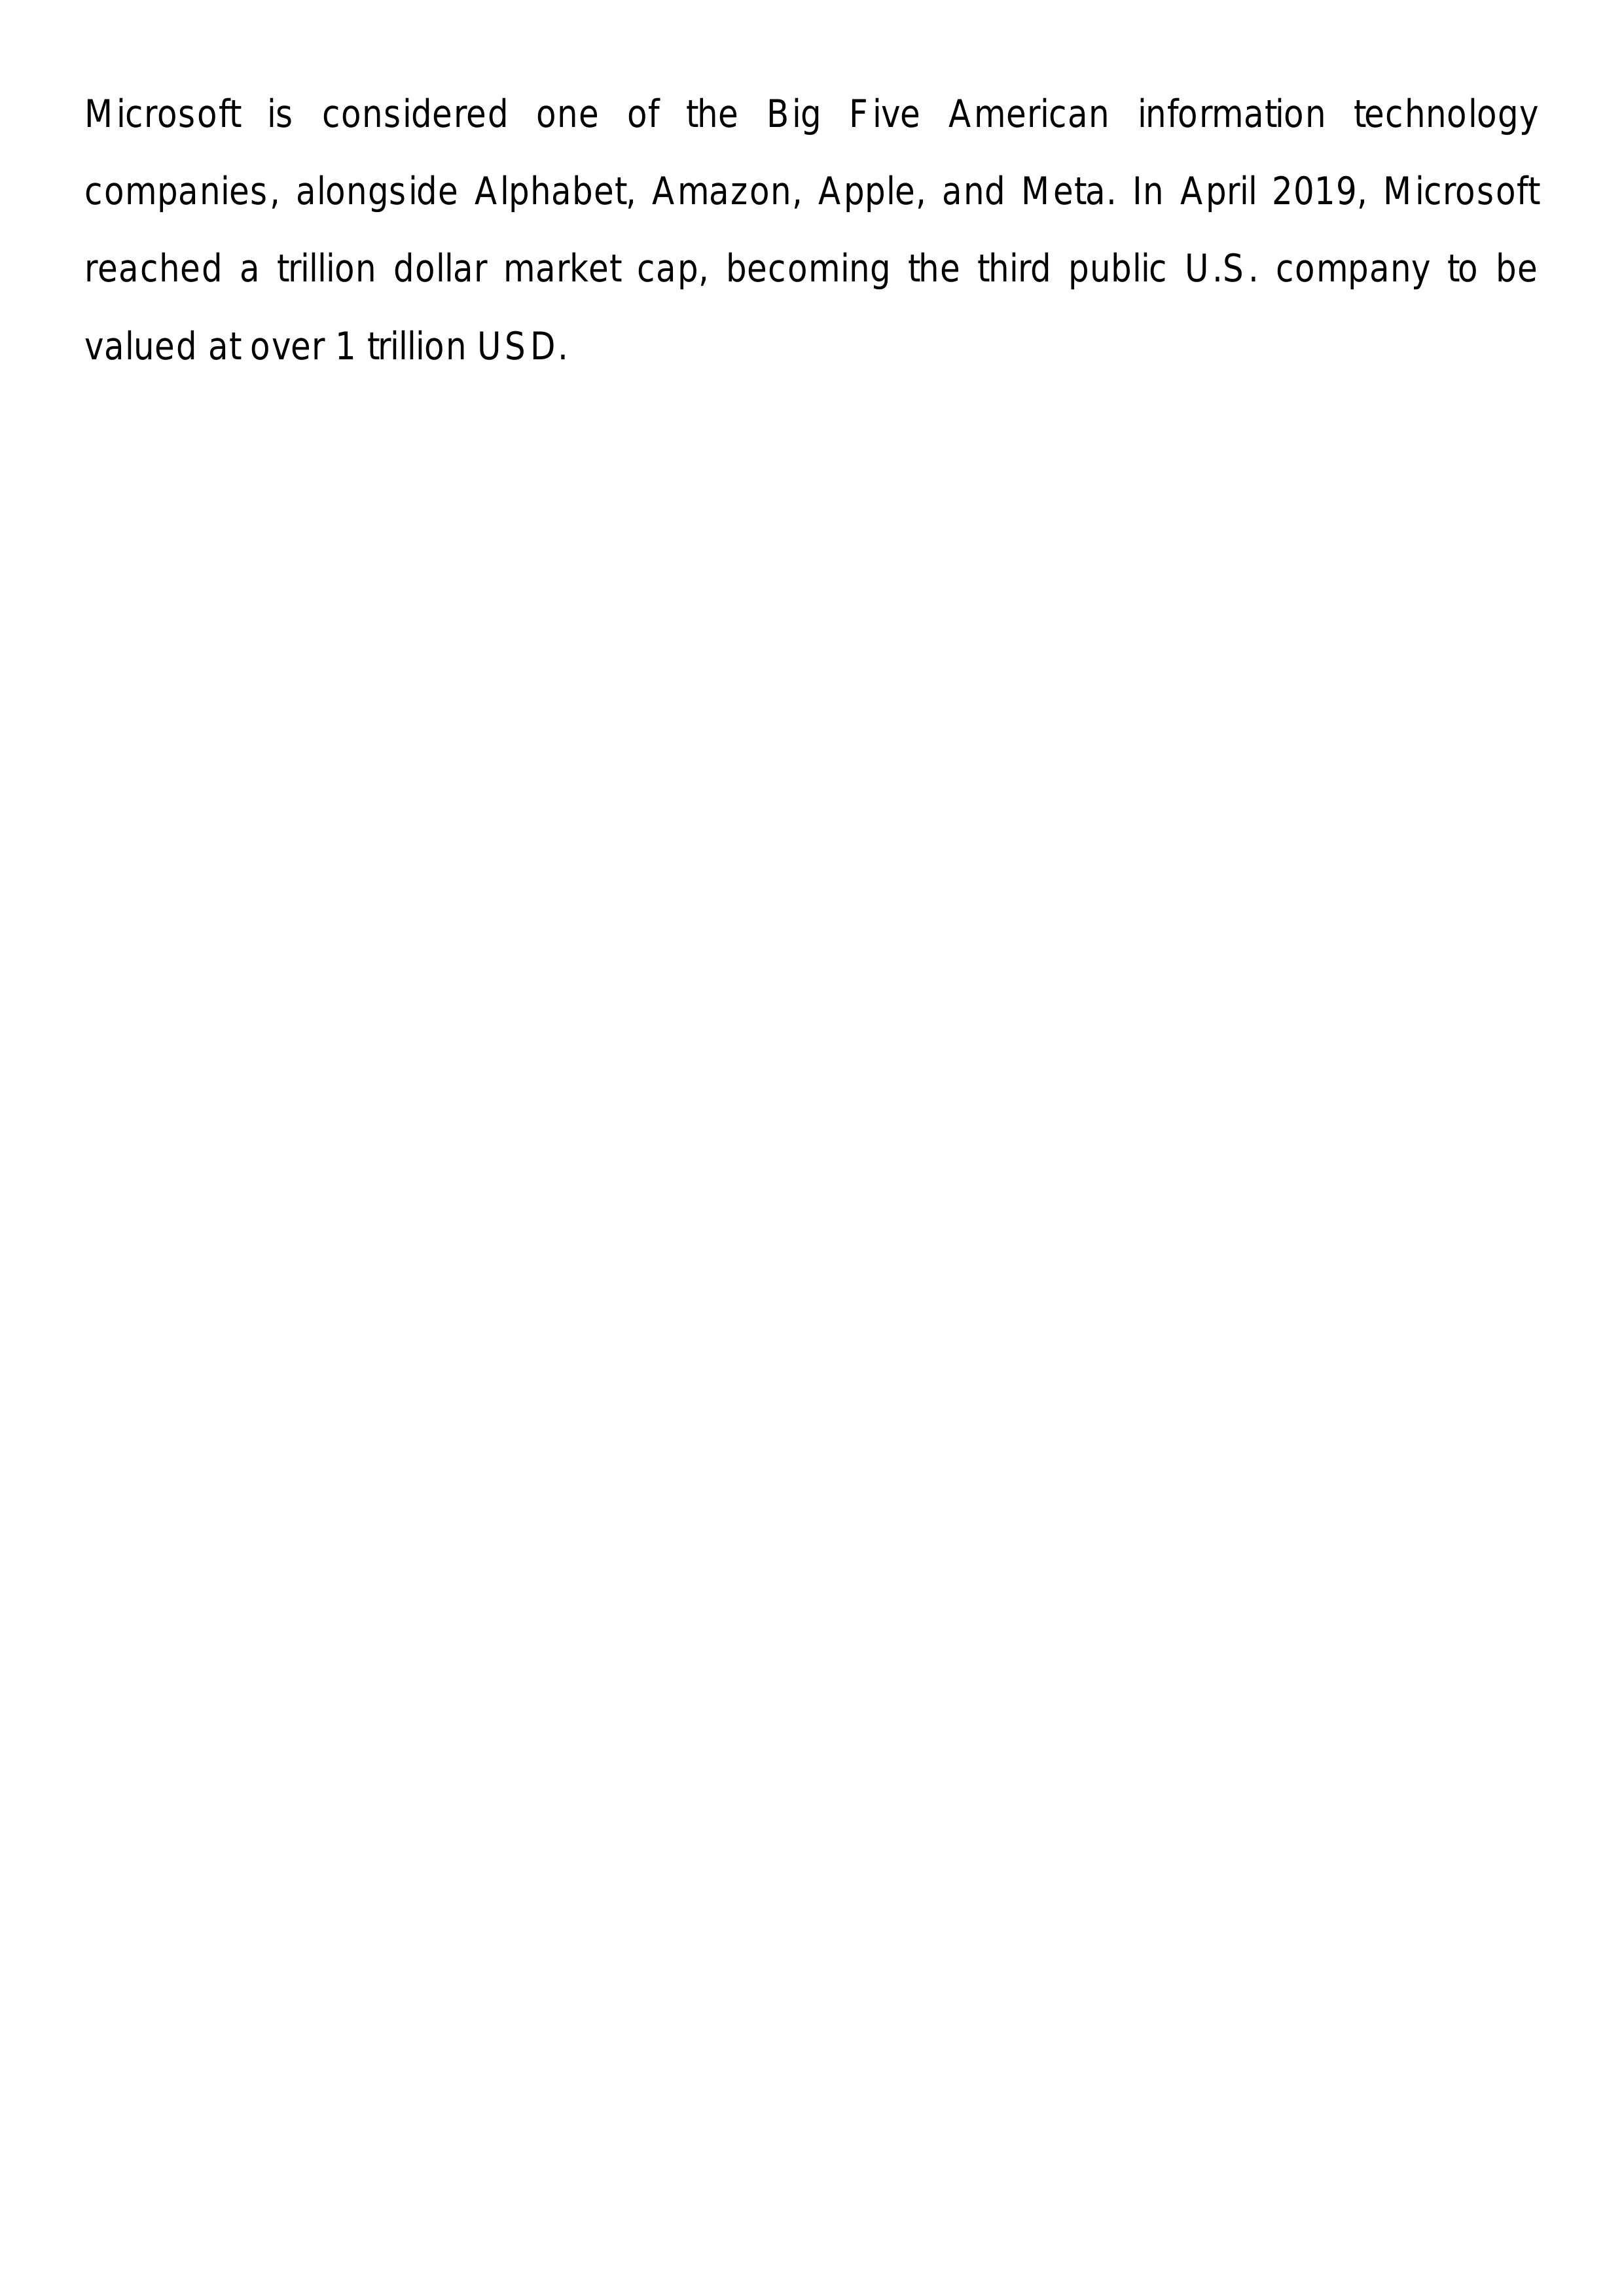 Microsoft is considered one of the Big Five American information technology
companies, alongside Alphabet, Amazon, Apple, and Meta. In April 2019, Microsoft
reached a trillion dollar market cap, becoming the third public U.S. company to be
valued at over 1 trillion USD.